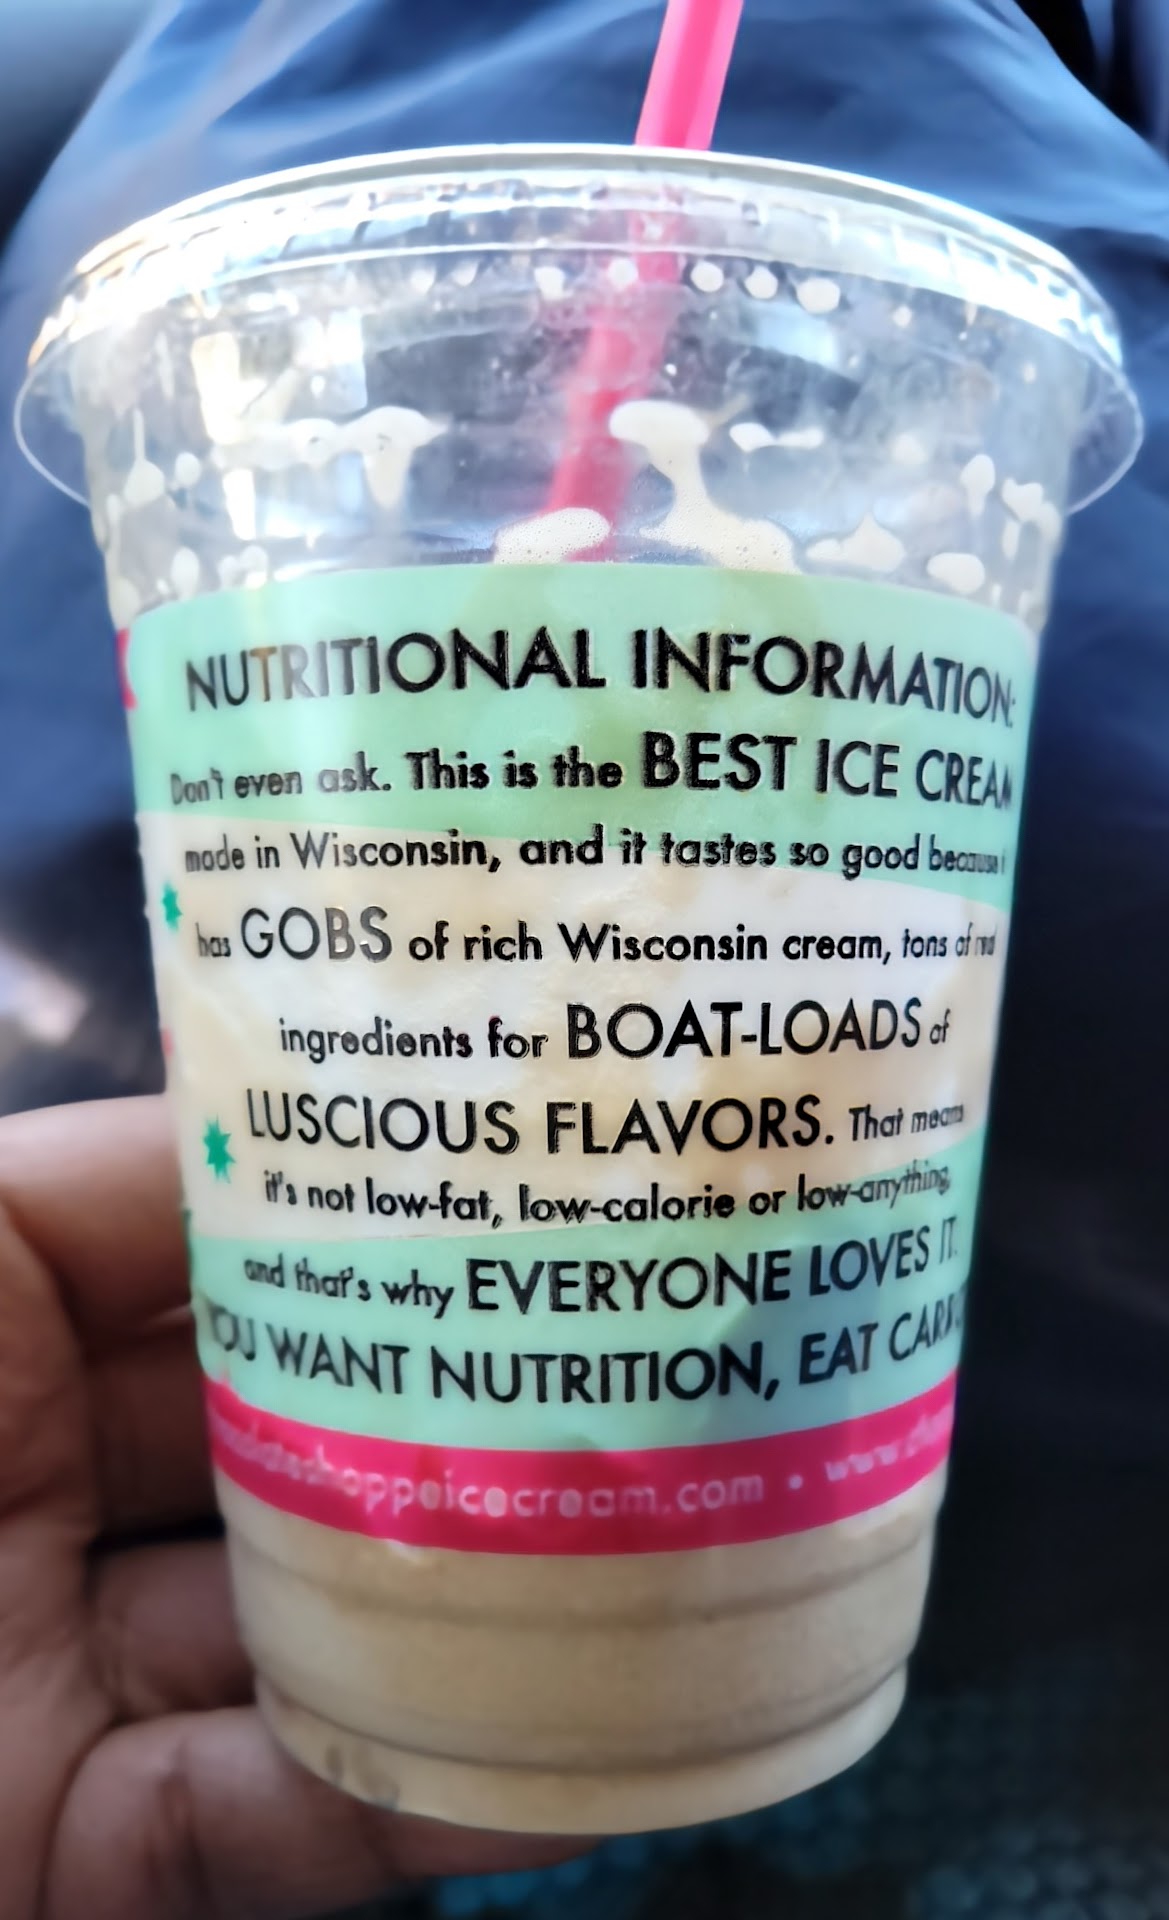 NUTRITIONAL INFORMATION:
Don't even ask. This is the BEST ICE CREAM
made in Wisconsin, and it tastes so good because
has GOBS of rich Wisconsin cream, tons of
ingredients for BOAT-LOADS of
LUSCIOUS FLAVORS. That means
it's not low-fat, low-calorie or low-anything,
and that's why EVERYONE LOVES IT.
YOU WANT NUTRITION, EAT
shoppeicecream.com • www.